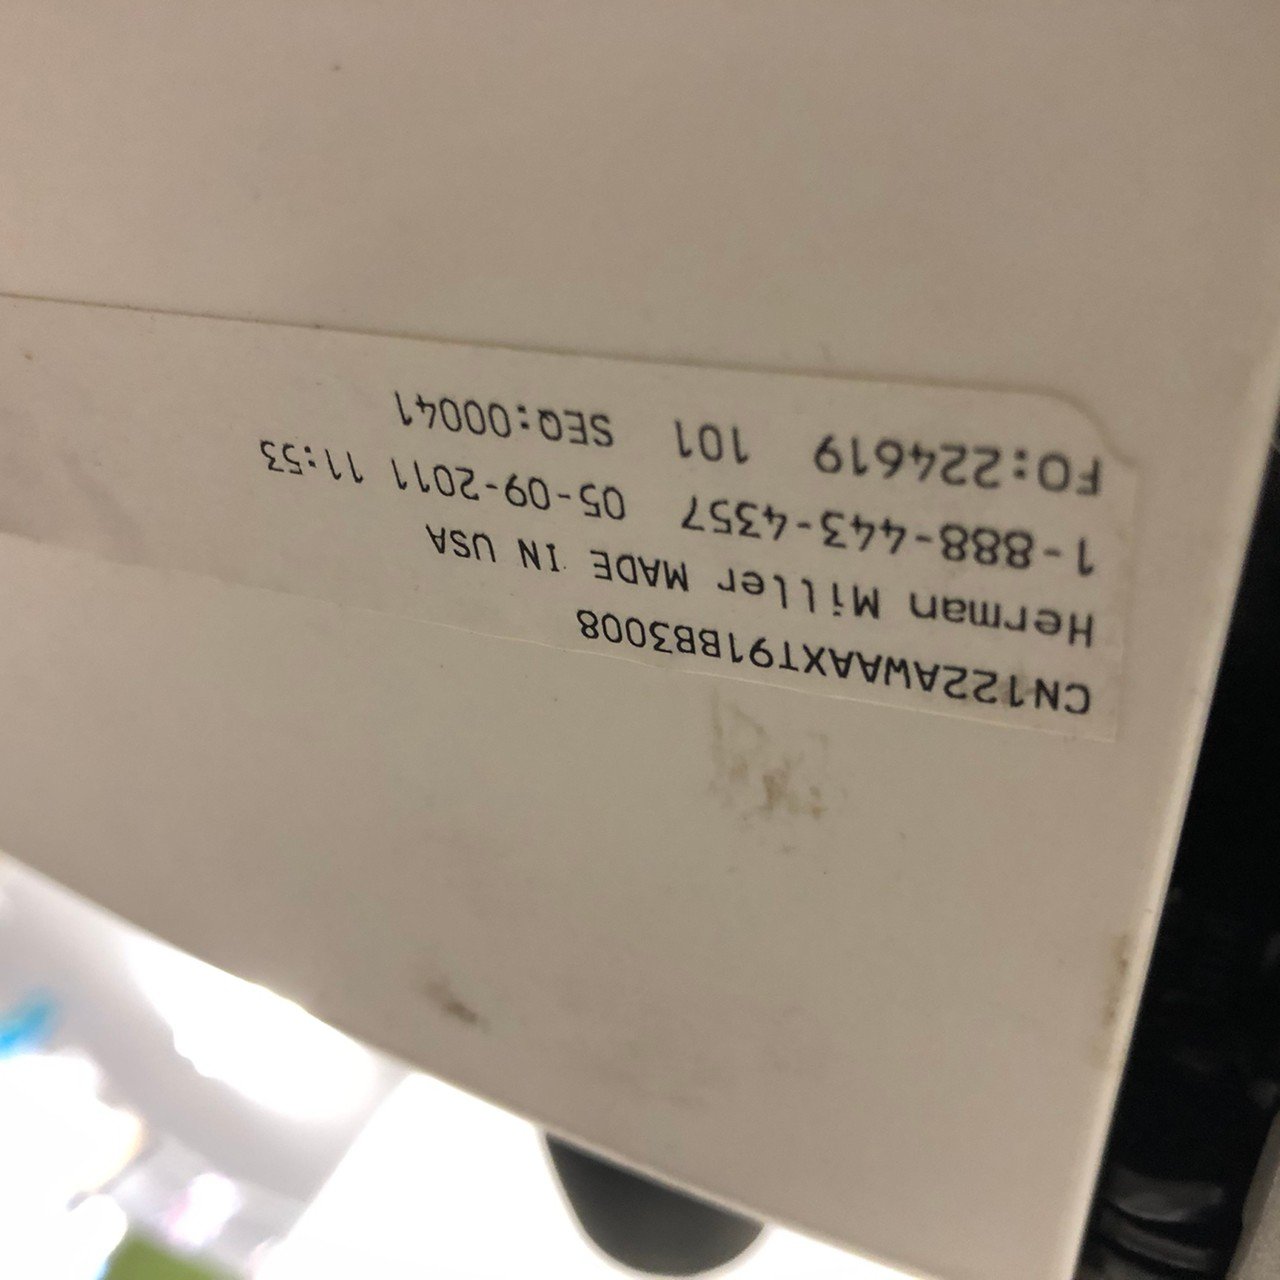 CN122AWAAXT91BB3008
Herman Miller MADE IN USA
1-888-443-4357 05-09-2011 11:53
FO:224619 101 SEQ:00041